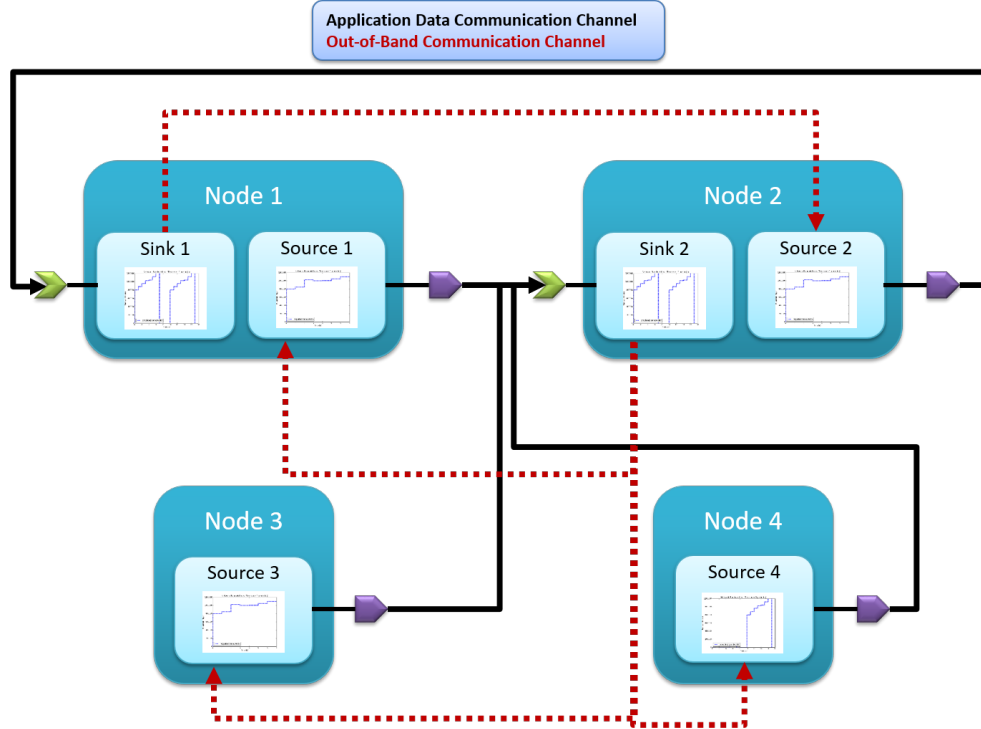 Application Data Communication Channel
Out-of-Band Communication Channel
Node 1
Node 2
Sink 1
Source 1
Sink 2
Source 2
Node 3
Node 4
Source 3
Source 4